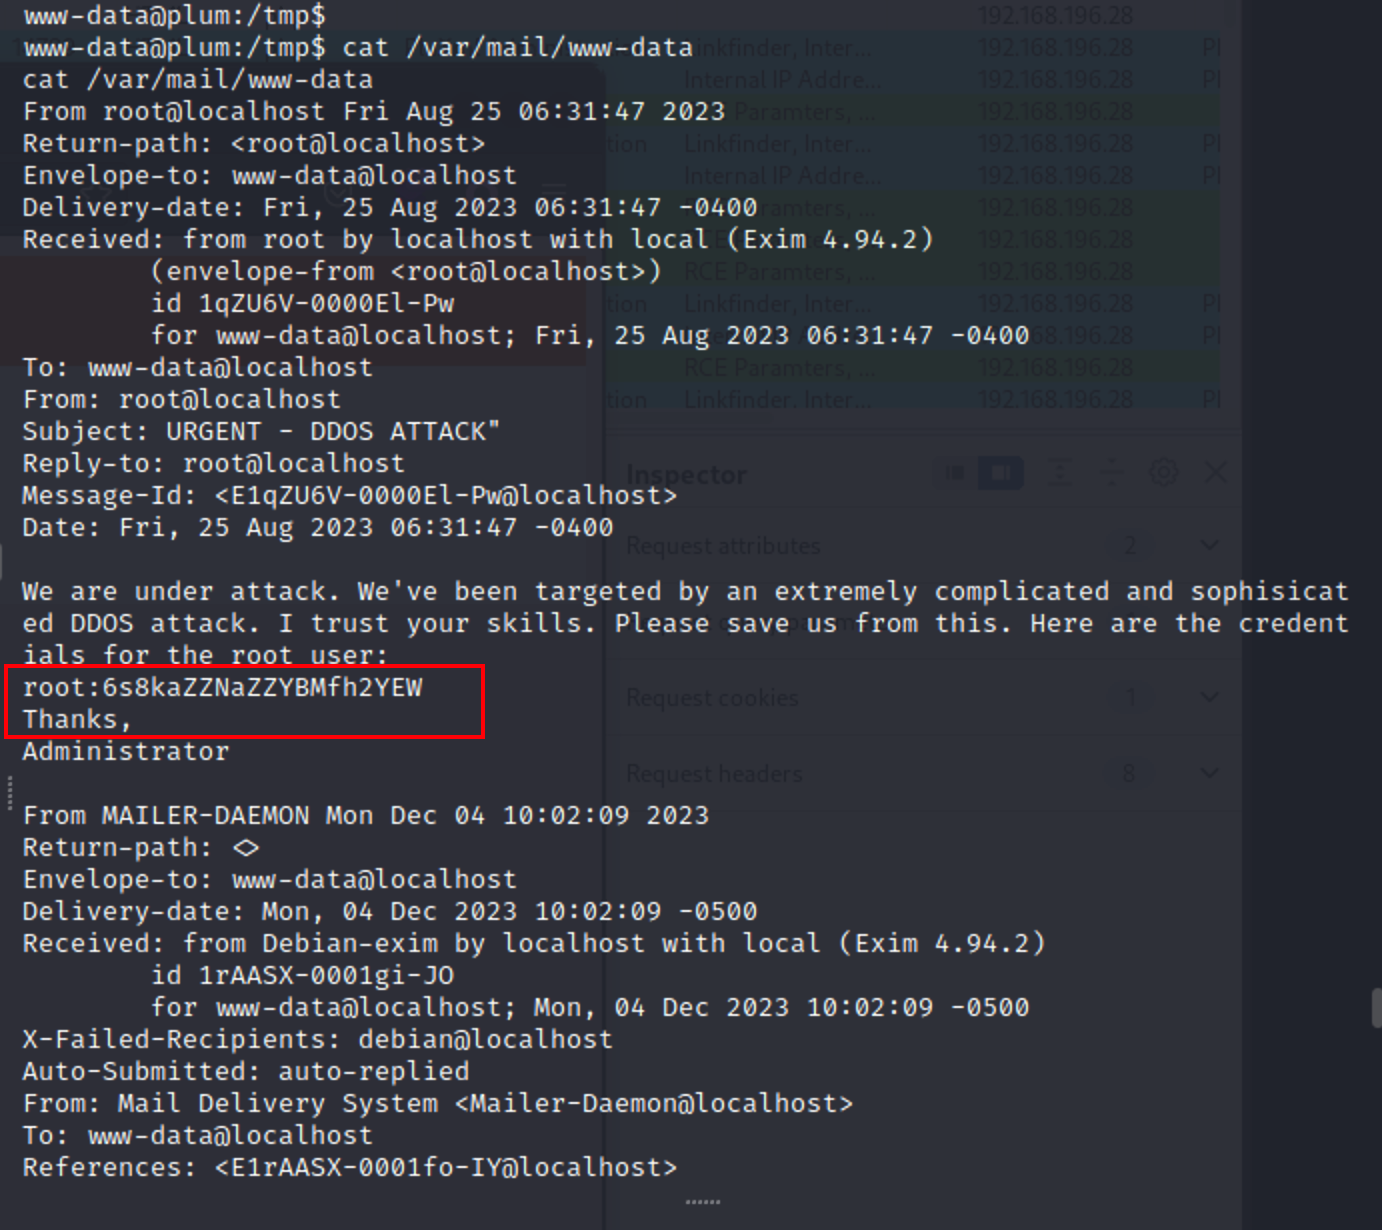 www-data@plum:/tmp$
www-data@plum:/tmp$ cat /var/mail/www-data
cat /var/mail/www-data
From root@localhost Fri Aug 25 06:31:47 2023
Return-path: <root@localhost>
Envelope-to: www-data@localhost
Delivery-date: Fri, 25 Aug 2023 06:31:47 -0400
Received: from root by localhost with local (Exim 4.94.2)
(envelope-from <root@localhost>)
id 1qZU6V-0000El-Pw
for www-data@localhost; Fri, 25 Aug 2023 06:31:47 -0400
To: www-data@localhost
From: root@localhost
Subject: URGENT - DDOS ATTACK"
Reply-to: root@localhost
Message-Id: <E1qZU6V-0000El-Pw@localhost>
Date: Fri, 25 Aug 2023 06:31:47 -0400
We are under attack. We've been targeted by an extremely complicated and sophisicat
ed DDOS attack. I trust your skills. Please save us from this. Here are the credent
ials for the root user:
root:6s8kaZZNaZZYBMfh2YEW
Thanks,
Administrator
From MAILER-DAEMON Mon Dec 04 10:02:09 2023
Return-path: <>
Envelope-to: www-data@localhost
Delivery-date: Mon, 04 Dec 2023 10:02:09 -0500
Received: from Debian-exim by localhost with local (Exim 4.94.2)
id 1rAASX-0001gi-JO
for www-data@localhost; Mon, 04 Dec 2023 10:02:09 -0500
X-Failed-Recipients: debian@localhost
Auto-Submitted: auto-replied
From: Mail Delivery System <Mailer-Daemon@localhost>
To: www-data@localhost
References: <E1rAASX-0001fo-IY@localhost>
192.168.196.28
Linkfinder, Inter... 192.168.196.28 Pl
Internal IP Addre... 192.168.196.28 Pl
Paramters, ... 192.168.196.28
tion Linkfinder, Inter... 192.168.196.28 Pl
Internal IP Addre... 192.168.196.28 Pl
192.168.196.28
192.168.196.28
RCE Paramters, ... 192.168.196.28
tion Linkfinder, Inter... 192.168.196.28 Pl
192.168.196.28 Pl
RCE Paramters, ... 192.168.196.28
tion Linkfinder. Inter... 192.168.196.28 Pl
Inspector
Request attributes 2
Request cookies 1
Request headers 8